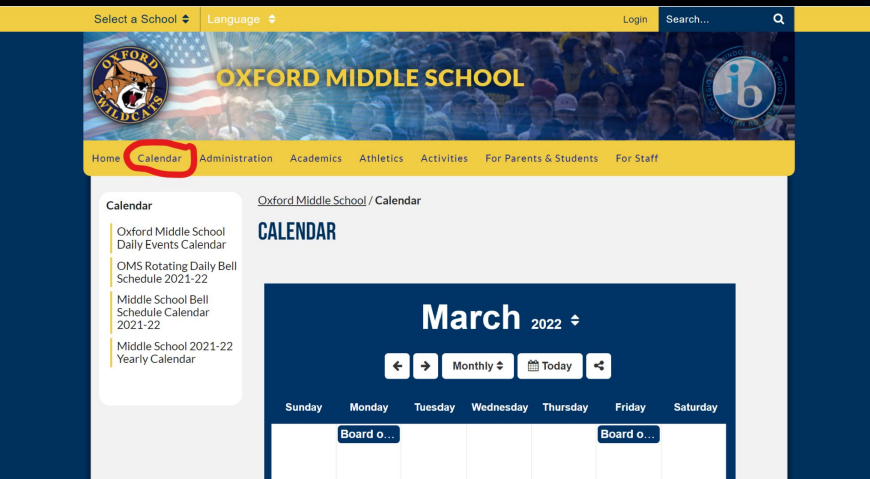 Select a School
Language
Login
Search...
OXFORD
WILDCATS
OXFORD MIDDLE SCHOOL
ib
Home
Calendar
Administration
Academics
Athletics
Activities
For Parents & Students
For Staff
Calendar
Oxford Middle School
Daily Events Calendar
OMS Rotating Daily Bell
Schedule 2021-22
Middle School Bell
Schedule Calendar
2021-22
Middle School 2021-22
Yearly Calendar
Oxford Middle School / Calendar
CALENDAR
March 2022
Monthly
Today
Sunday Monday Tuesday Wednesday Thursday Friday Saturday
Board o...
Board o...